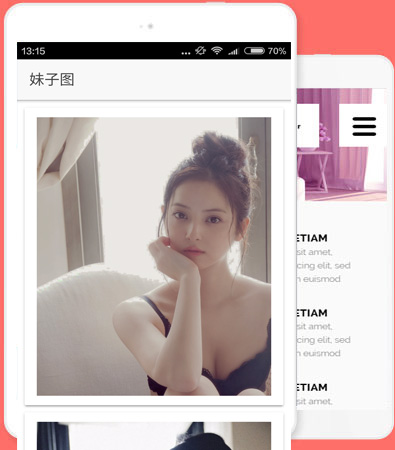 13:15
... 70%
妹子图
r
ETIAM
sit amet,
cing elit, sed
n euismod
ETIAM
sit amet,
cing elit, sed
n euismod
ETIAM
sit amet,